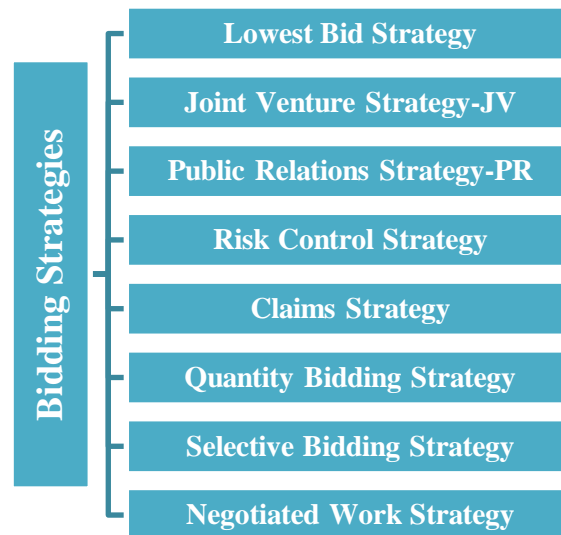 Bidding Strategies
Lowest Bid Strategy
Joint Venture Strategy-JV
Public Relations Strategy-PR
Risk Control Strategy
Claims Strategy
Quantity Bidding Strategy
Selective Bidding Strategy
Negotiated Work Strategy